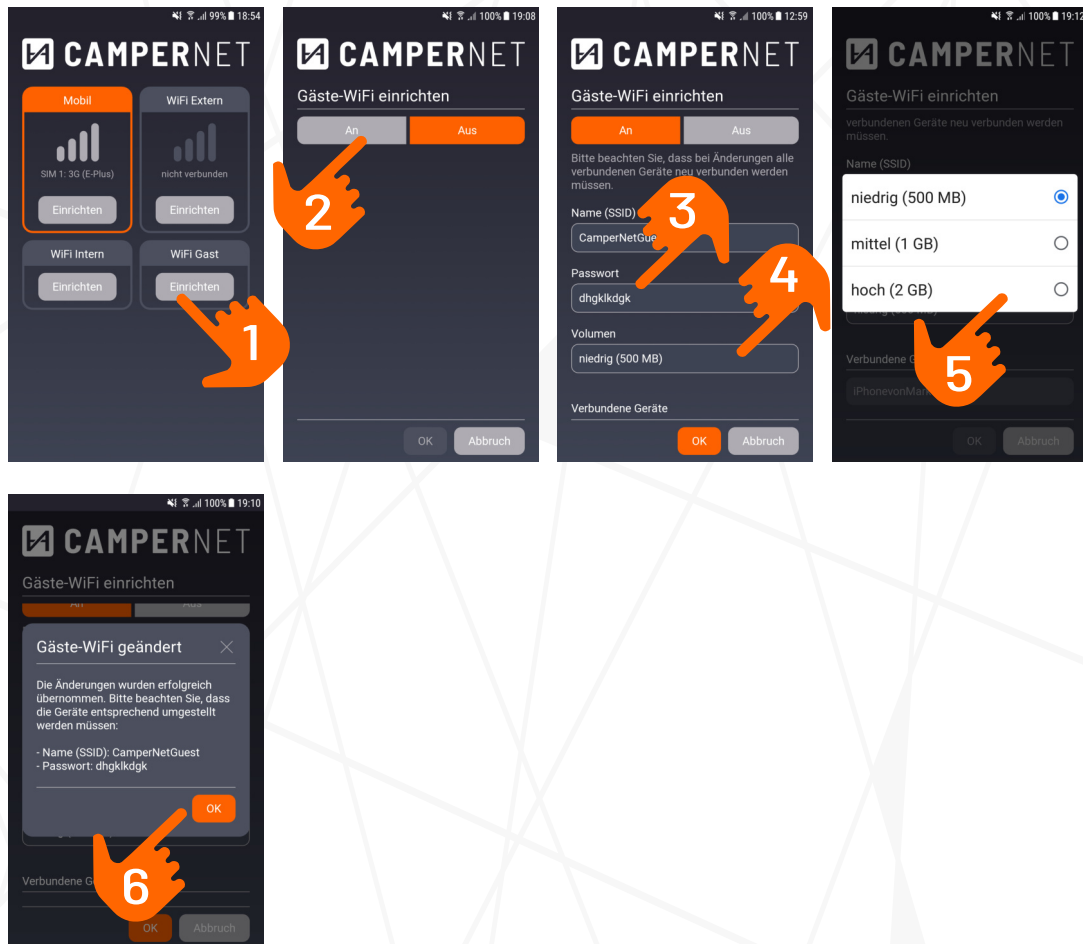 99% 18:54
CAMPERNET
Mobil
WiFi Extern
SIM 1: 3G (E-Plus)
nicht verbunden
Einrichten
Einrichten
WiFi Intern
WiFi Gast
Einrichten
Einrichten
1
100% 19:08
CAMPERNET
Gäste-WiFi einrichten
An
Aus
2
OK
Abbruch
100% 12:59
CAMPERNET
Gäste-WiFi einrichten
An
Aus
Bitte beachten Sie, dass bei Änderungen alle
verbundenen Geräte neu verbunden werden
müssen.
Name (SSID)
3
CamperNetGue
Passwort
4
dhgklkdgk
Volumen
niedrig (500 MB)
Verbundene Geräte
OK
Abbruch
100% 19:12
CAMPERNET
Gäste-WiFi einrichten
verbundenen Geräte neu verbunden werden
müssen.
Name (SSID)
niedrig (500 MB)
mittel (1 GB)
hoch (2 GB)
5
Verbundene G
iPhonevonMar
OK
Abbruch
100% 19:10
CAMPERNET
Gäste-WiFi einrichten
An
Aus
Gäste-WiFi geändert
Die Änderungen wurden erfolgreich
übernommen. Bitte beachten Sie, dass
die Geräte entsprechend umgestellt
werden müssen:
- Name (SSID): CamperNetGuest
- Passwort: dhgklkdgk
OK
6
Verbundene G
OK
Abbruch